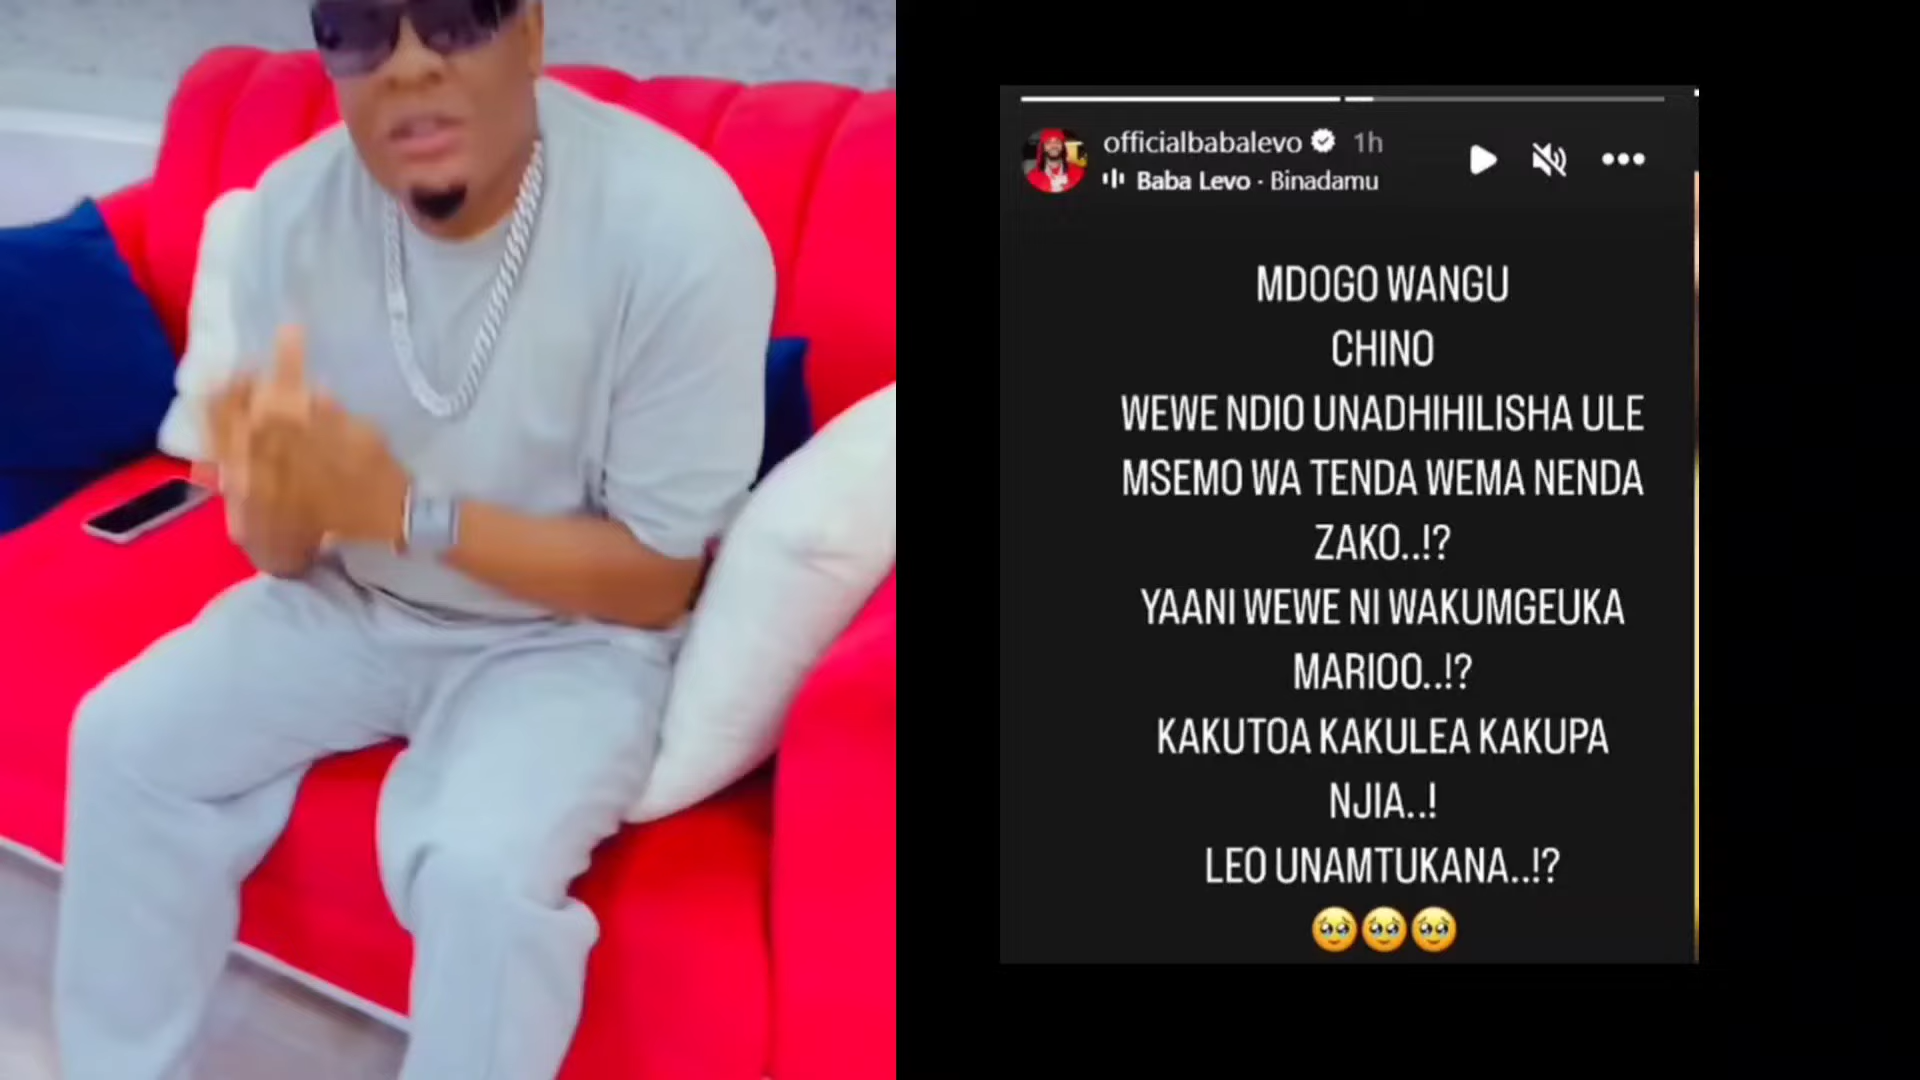 officialbabalevo 1h
Baba Levo · Binadamu
MDOGO WANGU
CHINO
WEWE NDIO UNADHIHILISHA ULE
MSEMO WA TENDA WEMA NENDA
ZAKO..!?
YAANI WEWE NI WAKUMGEUKA
MARIOO..!?
KAKUTOA KAKULEA KAKUPA
NJIA..!
LEO UNAMTUKANA..!?
🥹🥹🥹